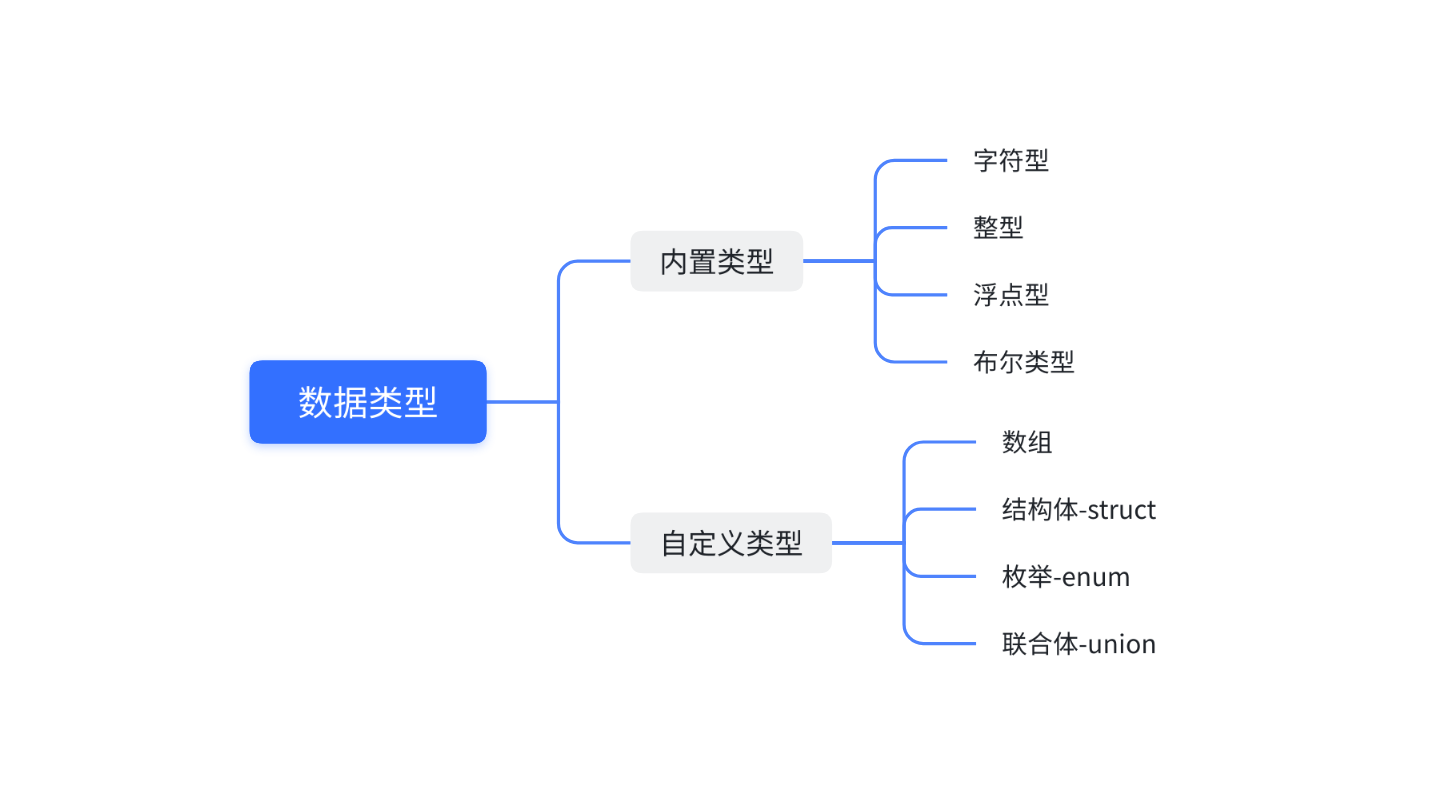 数据类型
内置类型
字符型
整型
浮点型
布尔类型
自定义类型
数组
结构体-struct
枚举-enum
联合体-union